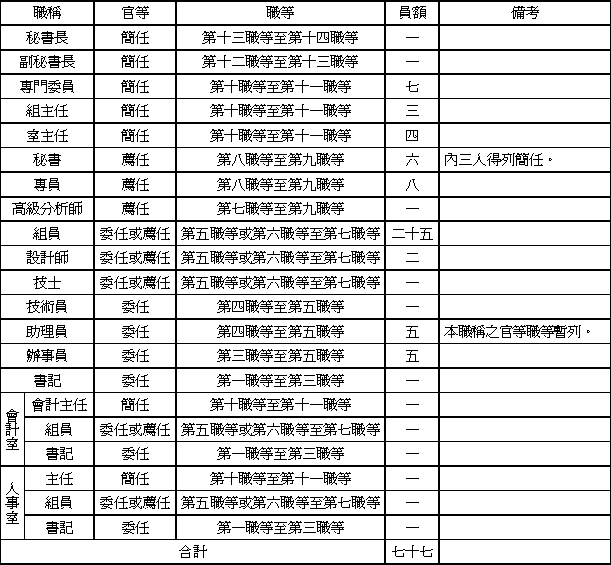 職稱 官等 職等 員額 備考
秘書長 簡任 第十三職等至第十四職等 一
副秘書長 簡任 第十二職等至第十三職等 一
專門委員 簡任 第十職等至第十一職等 七
組主任 簡任 第十職等至第十一職等 三
室主任 簡任 第十職等至第十一職等 四
秘書 薦任 第八職等至第九職等 六 內三人得列簡任。
專員 薦任 第八職等至第九職等 八
高級分析師 薦任 第七職等至第九職等 一
組員 委任或薦任 第五職等或第六職等至第七職等 二十五
設計師 委任或薦任 第五職等或第六職等至第七職等 二
技士 委任或薦任 第五職等或第六職等至第七職等 一
技術員 委任 第四職等至第五職等 一
助理員 委任 第四職等至第五職等 五 本職稱之官等職等暫列。
辦事員 委任 第三職等至第五職等 五
書記 委任 第一職等至第三職等 一
會計室 會計主任 簡任 第十職等至第十一職等 一
組員 委任或薦任 第五職等或第六職等至第七職等 一
書記 委任 第一職等至第三職等 一
人事室 主任 簡任 第十職等至第十一職等 一
組員 委任或薦任 第五職等或第六職等至第七職等 一
書記 委任 第一職等至第三職等 一
合計 七十七